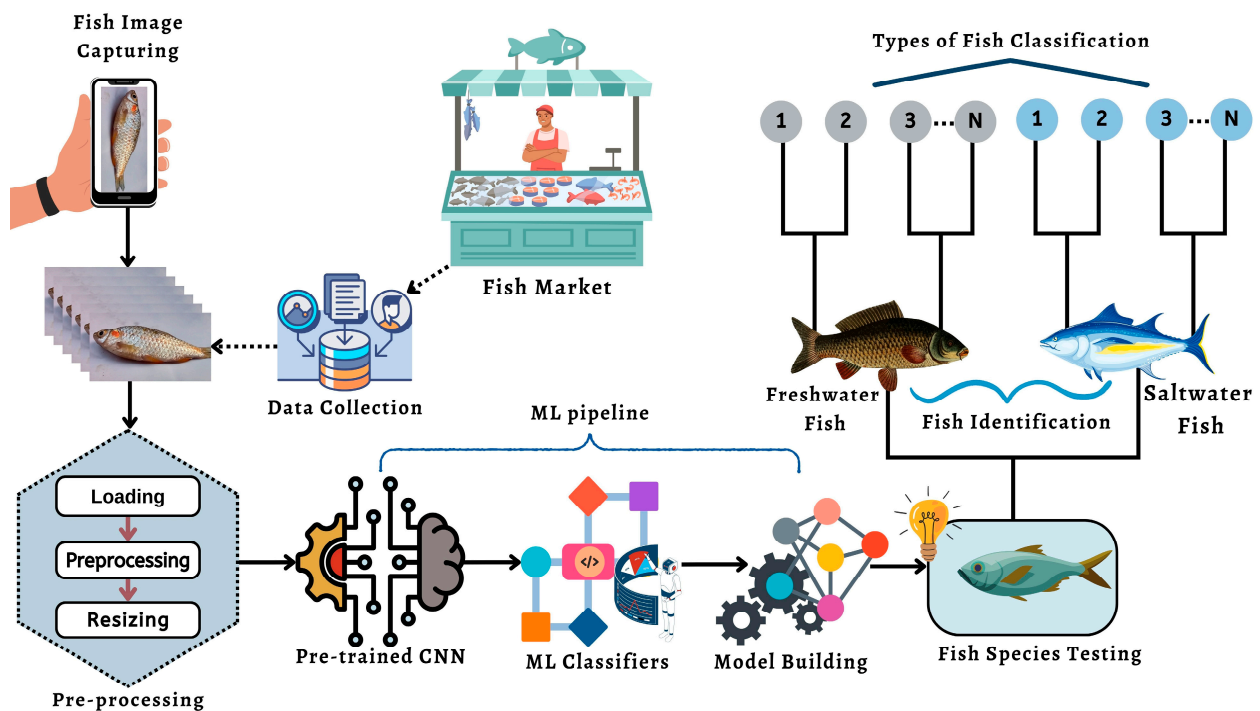 Fish Image
Capturing
Fish Market
Data Collection
Loading
Preprocessing
Resizing
Pre-processing
ML pipeline
Pre-trained CNN
</>
ML Classifiers
Model Building
Types of Fish Classification
1 2 3 ... N 1 2 3 ... N
Freshwater
Fish
Fish Identification
Saltwater
Fish
Fish Species Testing